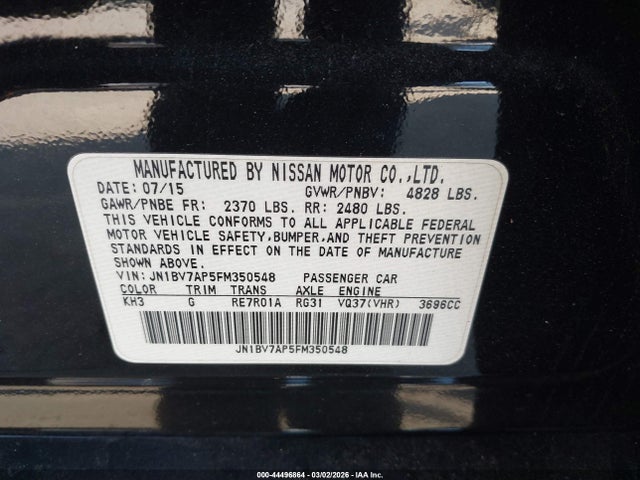 MANUFACTURED BY NISSAN MOTOR CO.,LTD.
DATE: 07/15 GVWR/PNBV: 4828 LBS.
GAWR/PNBE FR: 2370 LBS. RR: 2480 LBS.
THIS VEHICLE CONFORMS TO ALL APPLICABLE FEDERAL
MOTOR VEHICLE SAFETY, BUMPER, AND THEFT PREVENTION
STANDARDS IN EFFECT ON THE DATE OF MANUFACTURE
SHOWN ABOVE.
VIN: JN1BV7AP5FM350548 PASSENGER CAR
COLOR TRIM TRANS AXLE ENGINE
KH3 G RE7R01A RG31 VQ37(VHR) 3696CC
JN1BV7AP5FM350548
000-44496864 | 03/02/2026 | IAA Inc.